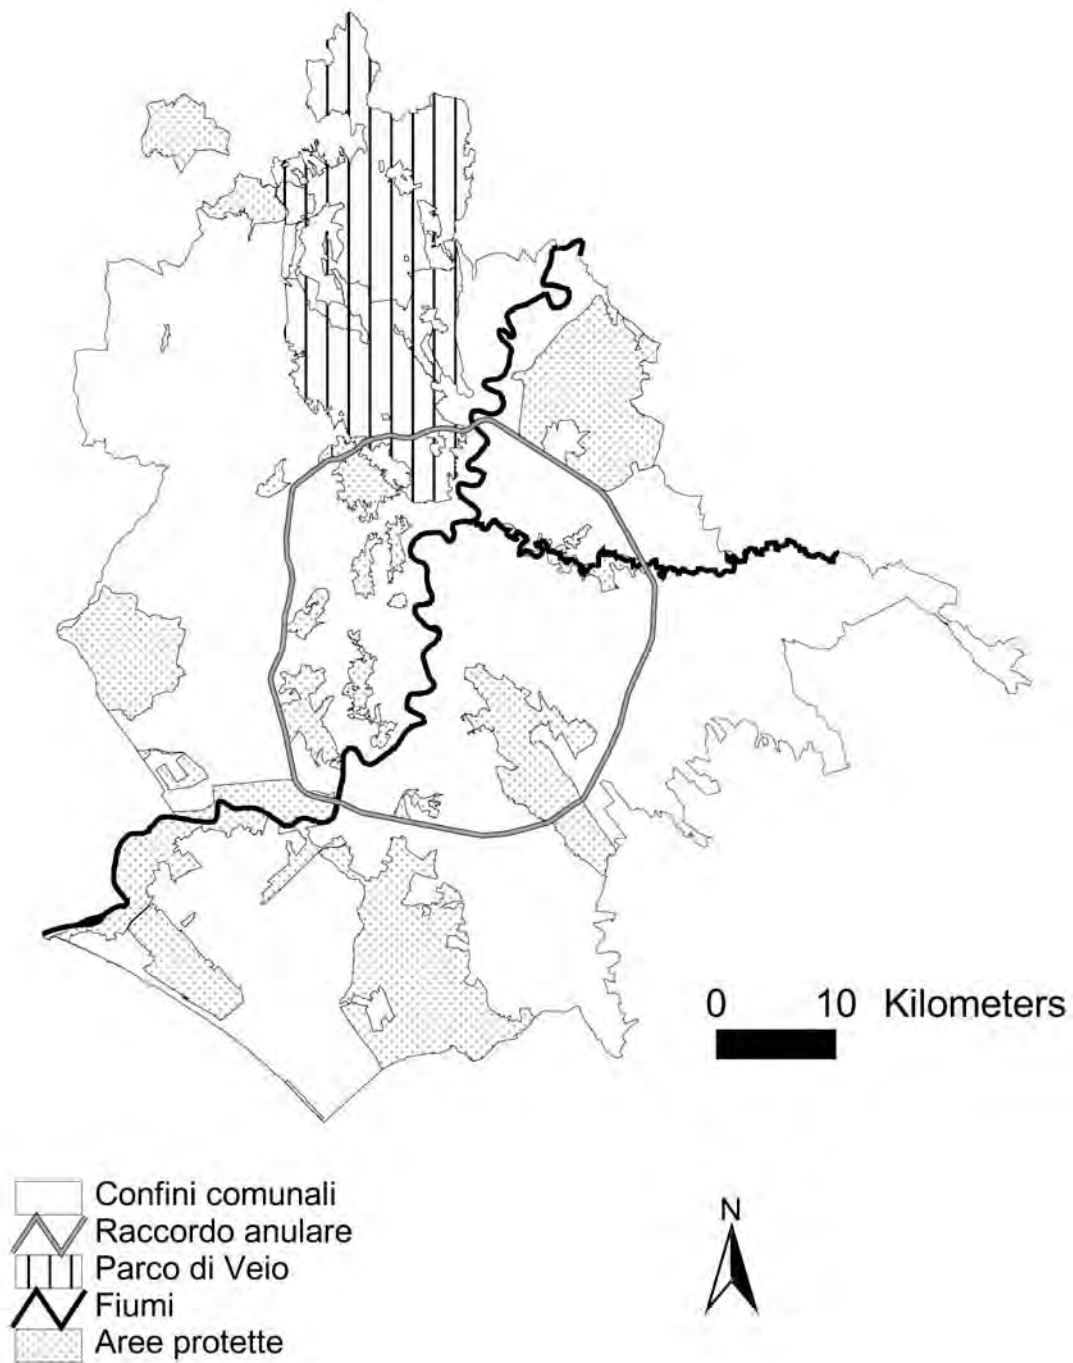 0 10 Kilometers
Confini comunali
N
Raccordo anulare
Parco di Veio
Fiumi
Aree protette